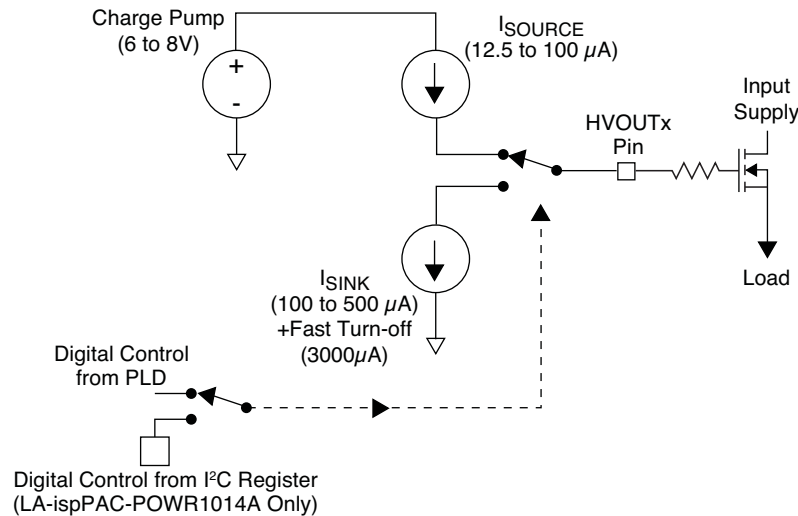 Charge Pump
(6 to 8V)
+
-
ISOURCE
(12.5 to 100 µA)
Input
Supply
HVOUTx
Pin
Load
ISINK
(100 to 500 µA)
+Fast Turn-off
(3000µA)
Digital Control
from PLD
Digital Control from I²C Register
(LA-ispPAC-POWR1014A Only)